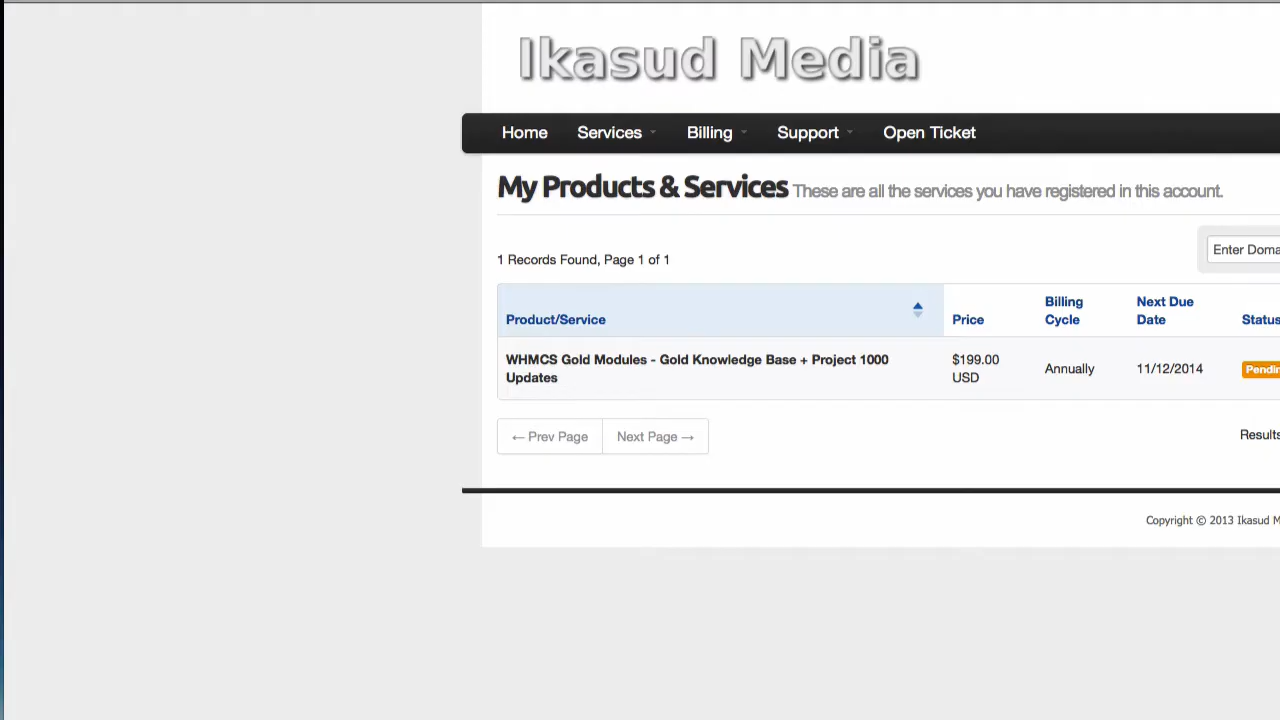 Ikasud Media
Home Services Billing Support Open Ticket
My Products & Services These are all the services you have registered in this account.
1 Records Found, Page 1 of 1
Enter
Product/Service Price Billing Cycle Next Due Date Status
WHMCS Gold Modules - Gold Knowledge Base + Project 1000 Updates $199.00 USD Annually 11/12/2014
← Prev Page Next Page →
Results
Copyright © 2013 Ikasud